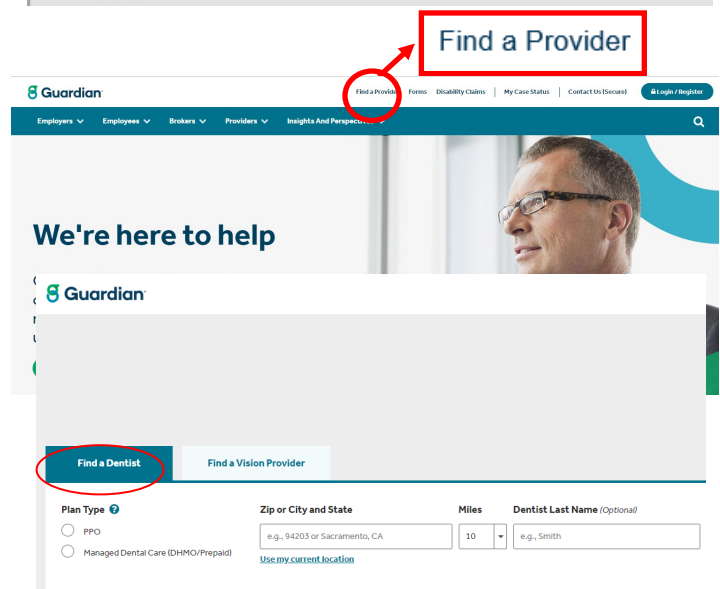 Find a Provider
Guardian
Find a Provide Forms Disability Claims My Case Status Contact Us (Secure) Login / Register
Employers Employees Brokers Providers Insights And Perspec
We're here to help
Guardian
Find a Dentist Find a Vision Provider
Plan Type ? Zip or City and State Miles Dentist Last Name (Optional)
PPO e.g., 94203 or Sacramento, CA 10 e.g., Smith
Managed Dental Care (DHMO/Prepaid) Use my current location